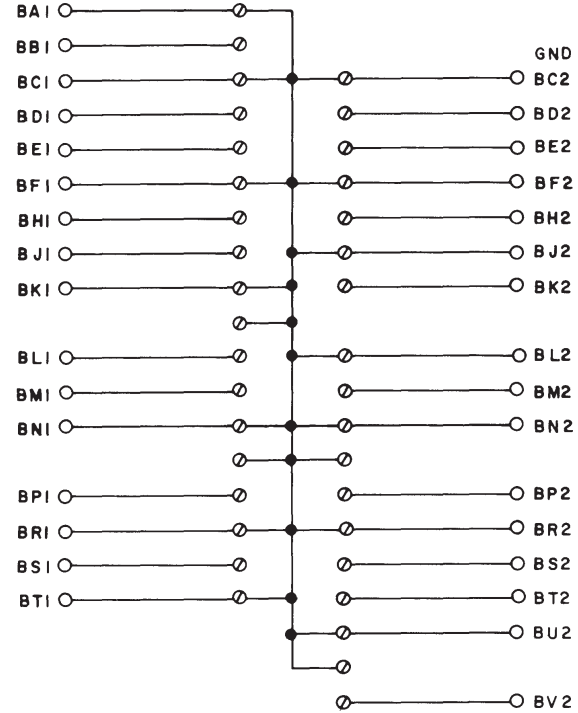 BA1
BB1
GND
BC1 BC2
BD1 BD2
BE1 BE2
BF1 BF2
BH1 BH2
BJ1 BJ2
BK1 BK2
BL1 BL2
BM1 BM2
BN1 BN2
BP1 BP2
BR1 BR2
BS1 BS2
BT1 BT2
BU2
BV2